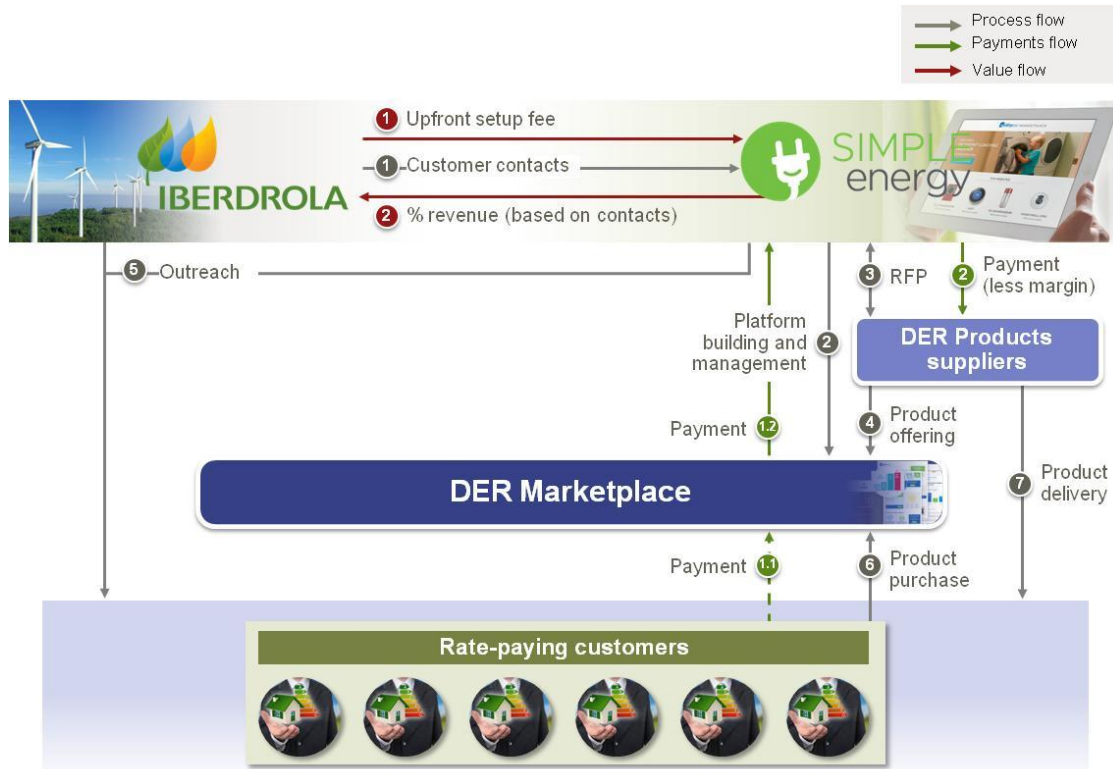 Process flow
Payments flow
Value flow
1 Upfront setup fee
1 Customer contacts
2 % revenue (based on contacts)
IBERDROLA
SIMPLE
energy
5 Outreach
3 RFP
2 Payment
(less margin)
Platform
building and
management
2
DER Products
suppliers
Payment 1.2
4 Product
offering
DER Marketplace
7 Product
delivery
Payment 1.1
6 Product
purchase
Rate-paying customers